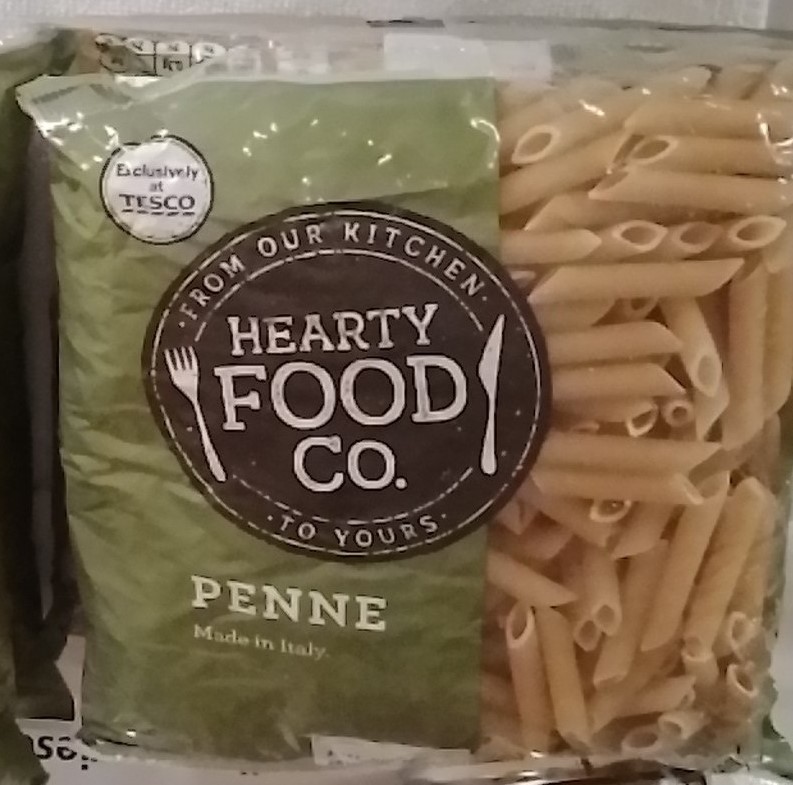 Exclusively
at
TESCO
·FROM OUR KITCHEN·
HEARTY
FOOD
CO.
·TO YOURS·
PENNE
Made in Italy.